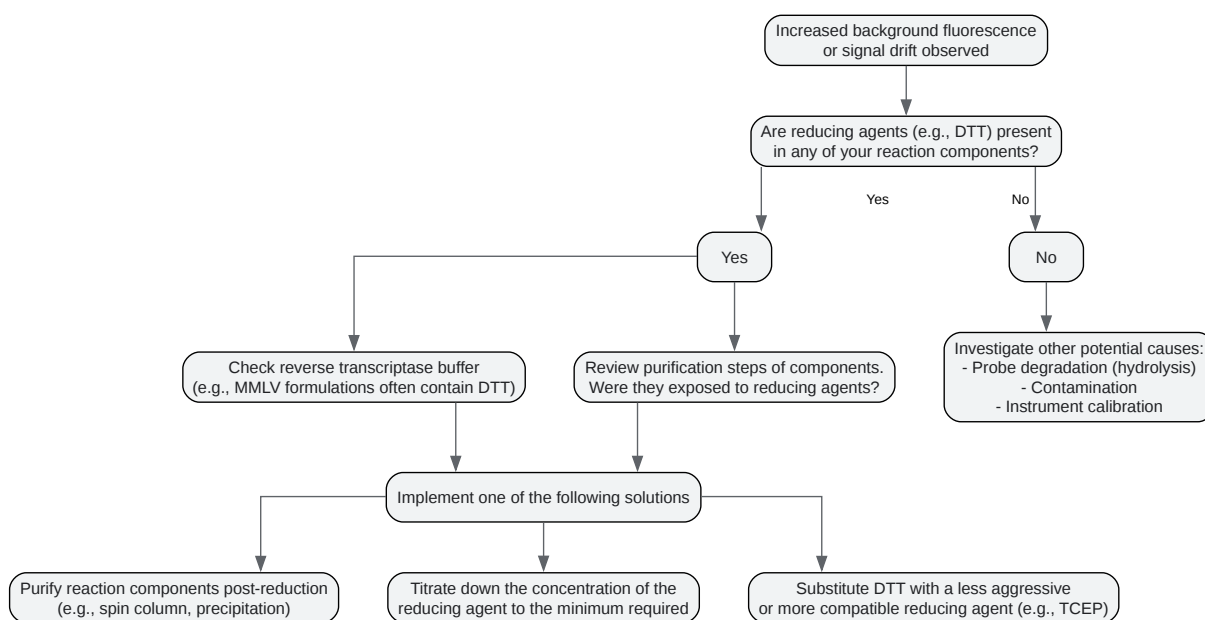 Increased background fluorescence
or signal drift observed
Are reducing agents (e.g., DTT) present
in any of your reaction components?
Yes
No
Yes
No
Check reverse transcriptase buffer
(e.g., MMLV formulations often contain DTT)
Review purification steps of components.
Were they exposed to reducing agents?
Investigate other potential causes:
- Probe degradation (hydrolysis)
- Contamination
- Instrument calibration
Implement one of the following solutions
Purify reaction components post-reduction
(e.g., spin column, precipitation)
Titrate down the concentration of the
reducing agent to the minimum required
Substitute DTT with a less aggressive
or more compatible reducing agent (e.g., TCEP)